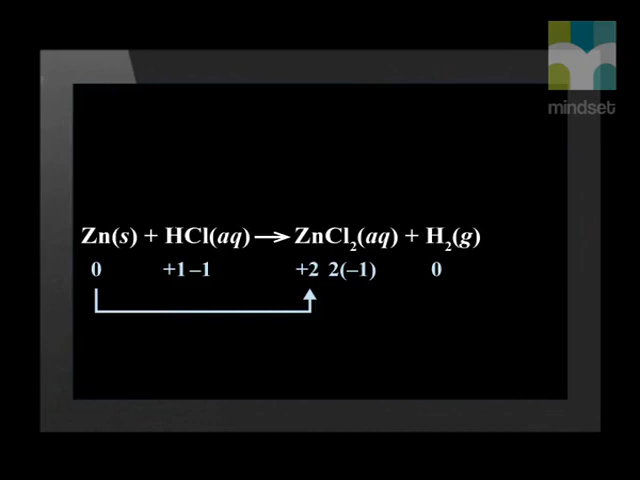 mindset
Zn(s) + HCl(aq) → ZnCl₂(aq) + H₂(g)
0 +1 –1 +2 2(–1) 0